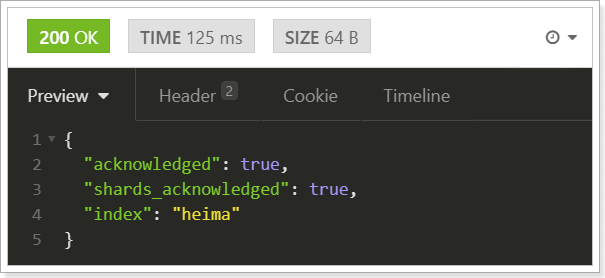 200 OK TIME 125 ms SIZE 64 B
Preview Header 2 Cookie Timeline
1 {
2 "acknowledged": true,
3 "shards_acknowledged": true,
4 "index": "heima"
5 }